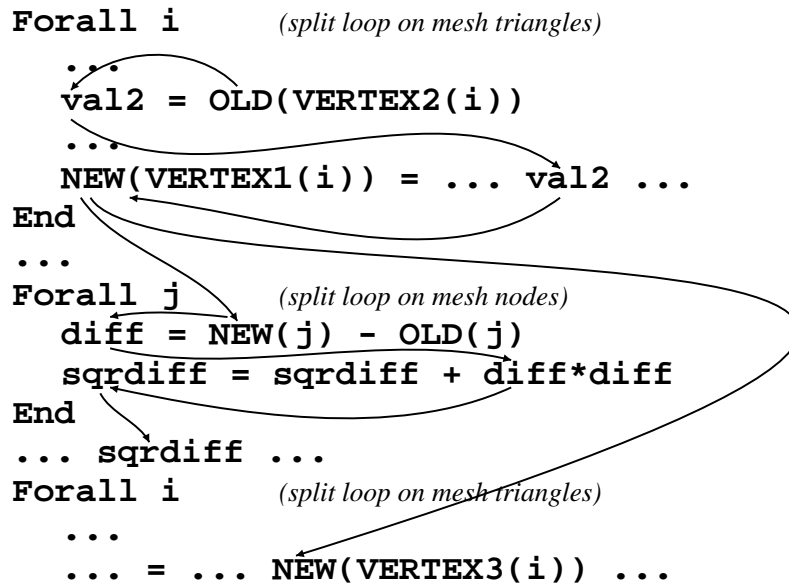 Forall i (split loop on mesh triangles)
...
val2 = OLD(VERTEX2(i))
...
NEW(VERTEX1(i)) = ... val2 ...
End
...
Forall j (split loop on mesh nodes)
diff = NEW(j) - OLD(j)
sqrdiff = sqrdiff + diff*diff
End
... sqrdiff ...
Forall i (split loop on mesh triangles)
...
... = ... NEW(VERTEX3(i)) ...